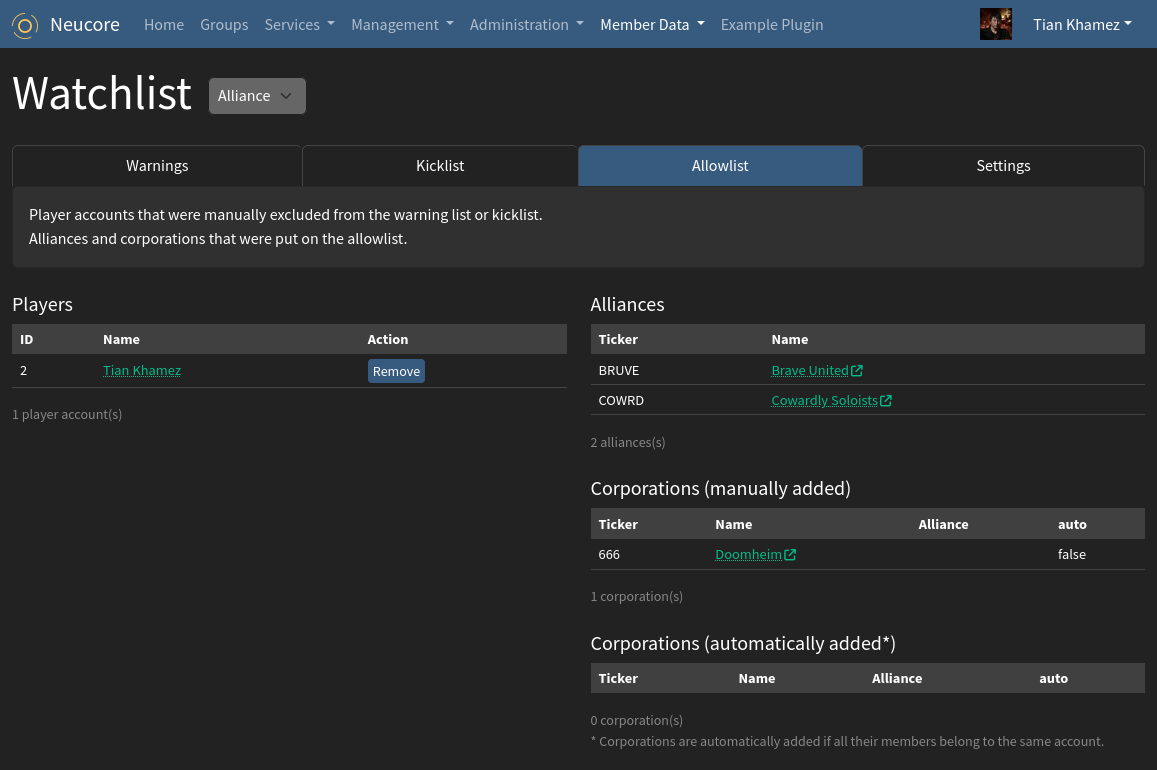 Neucore Home Groups Services Management Administration Member Data Example Plugin Tian Khamez
Watchlist Alliance
Warnings Kicklist Allowlist Settings
Player accounts that were manually excluded from the warning list or kicklist.
Alliances and corporations that were put on the allowlist.
Players
ID Name Action
2 Tian Khamez Remove
1 player account(s)
Alliances
Ticker Name
BRUVE Brave United
COWRD Cowardly Soloists
2 alliances(s)
Corporations (manually added)
Ticker Name Alliance auto
666 Doomheim false
1 corporation(s)
Corporations (automatically added*)
Ticker Name Alliance auto
0 corporation(s)
* Corporations are automatically added if all their members belong to the same account.